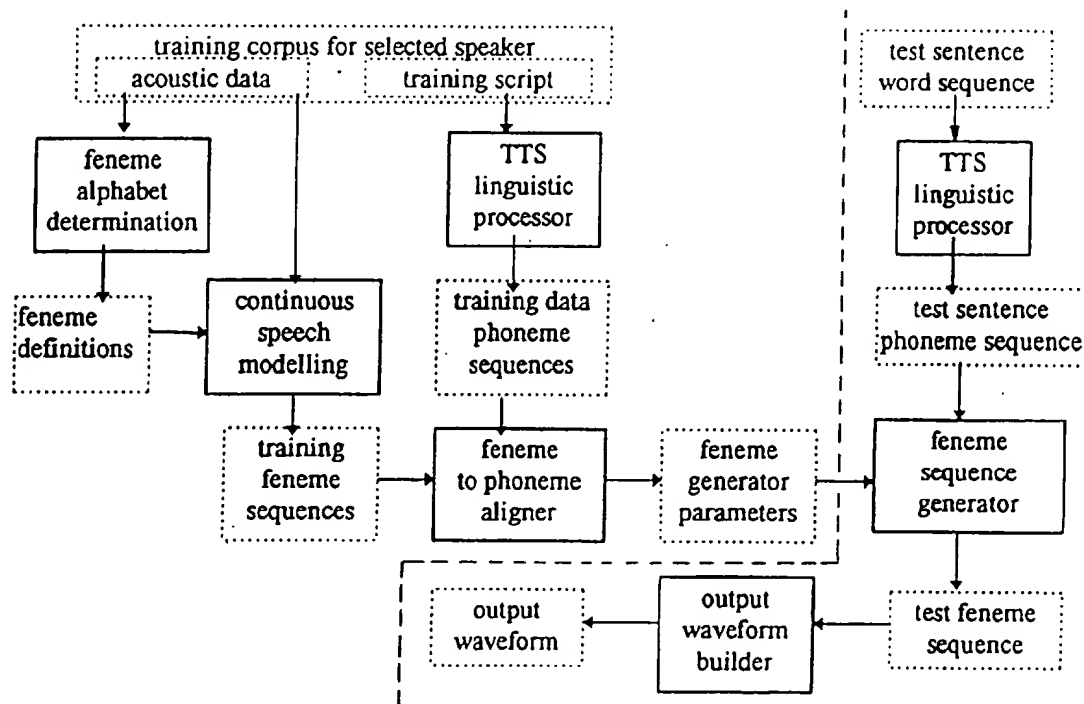 training corpus for selected speaker
acoustic data
training script
feneme
alphabet
determination
TTS
linguistic
processor
feneme
definitions
continuous
speech
modelling
training data
phoneme
sequences
training
feneme
sequences
feneme
to phoneme
aligner
feneme
generator
parameters
test sentence
word sequence
TTS
linguistic
processor
test sentence
phoneme sequence
feneme
sequence
generator
test feneme
sequence
output
waveform
builder
output
waveform